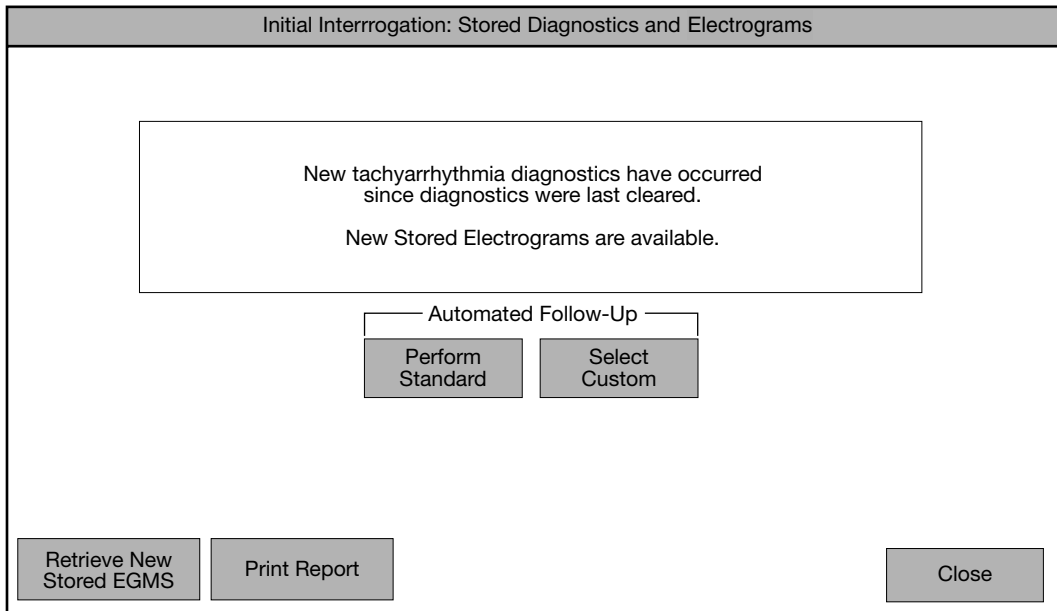 Initial Interrrogation: Stored Diagnostics and Electrograms
New tachyarrhythmia diagnostics have occurred
since diagnostics were last cleared.
New Stored Electrograms are available.
Automated Follow-Up
Perform
Standard
Select
Custom
Retrieve New
Stored EGMS
Print Report
Close